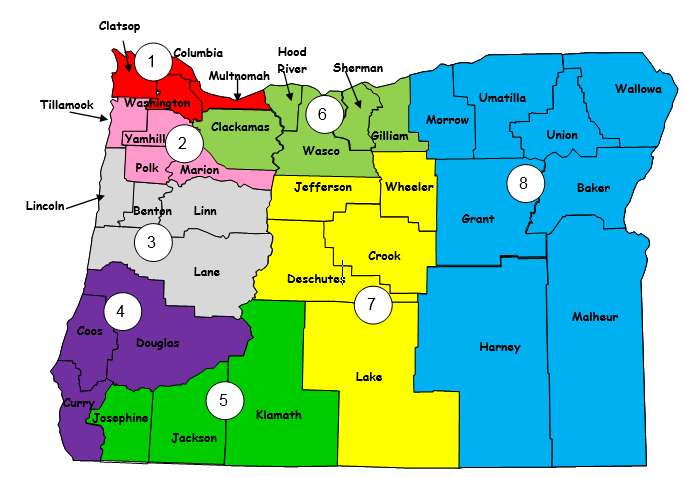 Clatsop
Columbia
1
Hood
River
Sherman
Multnomah
Wallowa
Umatilla
Tillamook
Washington
6
Morrow
Clackamas
Gilliam
Union
Yamhill
2
Wasco
Polk
Marion
Jefferson
Wheeler
8
Baker
Lincoln
Benton
Linn
Grant
3
Crook
Lane
Deschutes
4
7
Malheur
Coos
Douglas
Harney
Lake
Curry
5
Josephine
Klamath
Jackson